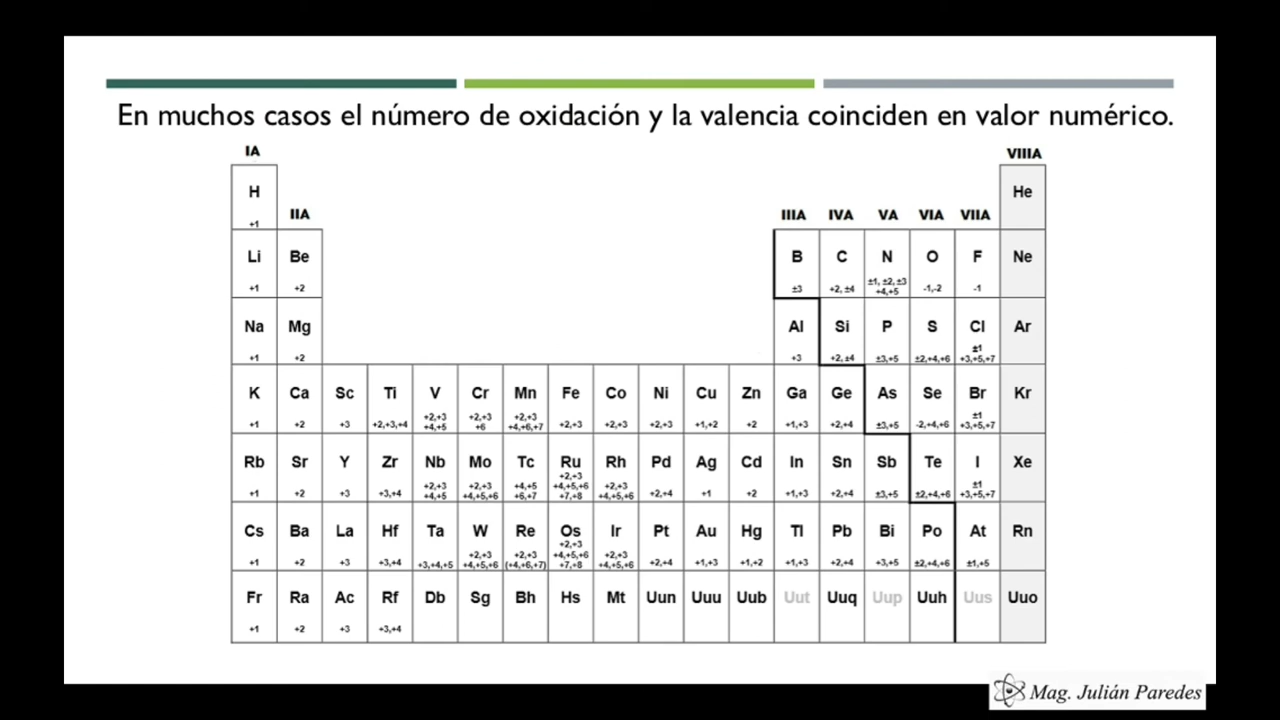 En muchos casos el número de oxidación y la valencia coinciden en valor numérico.
IA VIIIA
H He
+1
IIA IIIA IVA VA VIA VIIA
Li Be B C N O F Ne
+1 +2 ±3 +2, ±4 ±1, ±2, ±3 +4,+5 -1,-2 -1
Na Mg Al Si P S Cl Ar
+1 +2 +3 +2, ±4 ±3,+5 ±2,+4,+6 ±1 +3,+5,+7
K Ca Sc Ti V Cr Mn Fe Co Ni Cu Zn Ga Ge As Se Br Kr
+1 +2 +3 +2,+3,+4 +2,+3 +4,+5 +2,+3 +6 +2,+3 +4,+6,+7 +2,+3 +2,+3 +2,+3 +1,+2 +2 +1,+3 +2,+4 ±3,+5 -2,+4,+6 ±1 +3,+5,+7
Rb Sr Y Zr Nb Mo Tc Ru Rh Pd Ag Cd In Sn Sb Te I Xe
+1 +2 +3 +3,+4 +2,+3 +4,+5 +2,+3 +4,+5,+6 +4,+5 +6,+7 +2,+3 +4,+5,+6 +7,+8 +2,+3 +4,+5,+6 +2,+4 +1 +2 +1,+3 +2,+4 ±3,+5 ±2,+4,+6 ±1 +3,+5,+7
Cs Ba La Hf Ta W Re Os Ir Pt Au Hg Tl Pb Bi Po At Rn
+1 +2 +3 +3,+4 +3,+4,+5 +2,+3 +4,+5,+6 +2,+3 (+4,+6,+7) +2,+3 +4,+5,+6 +7,+8 +2,+3 +4,+5,+6 +2,+4 +1,+3 +1,+2 +1,+3 +2,+4 +3,+5 ±2,+4,+6 ±1,+5
Fr Ra Ac Rf Db Sg Bh Hs Mt Uun Uuu Uub Uut Uuq Uup Uuh Uus Uuo
+1 +2 +3 +3,+4
Mag. Julián Paredes